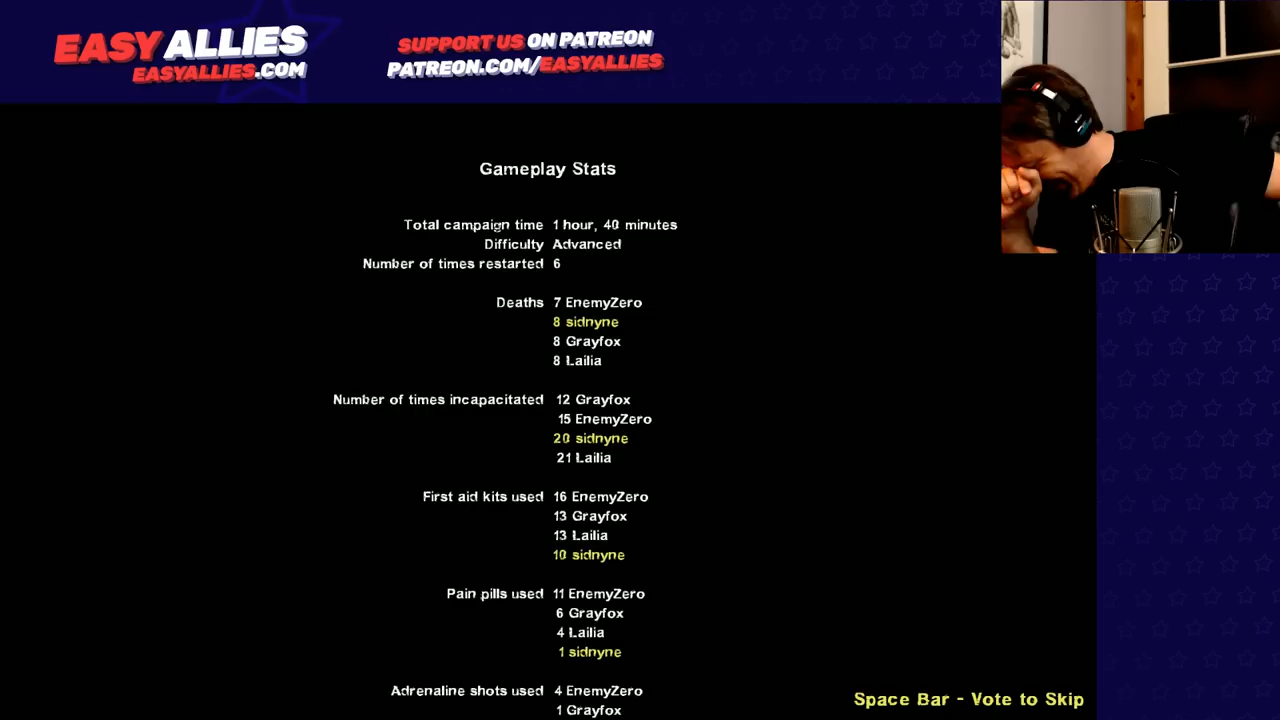 EASY ALLIES
EASYALLIES.COM
SUPPORT US ON PATREON
PATREON.COM/EASYALLIES
Gameplay Stats
Total campaign time 1 hour, 40 minutes
Difficulty Advanced
Number of times restarted 6
Deaths 7 EnemyZero
8 sidnyne
8 Grayfox
8 Lailia
Number of times incapacitated 12 Grayfox
15 EnemyZero
20 sidnyne
21 Lailia
First aid kits used 16 EnemyZero
13 Grayfox
13 Lailia
10 sidnyne
Pain pills used 11 EnemyZero
6 Grayfox
4 Lailia
1 sidnyne
Adrenaline shots used 4 EnemyZero
1 Grayfox
Space Bar - Vote to Skip